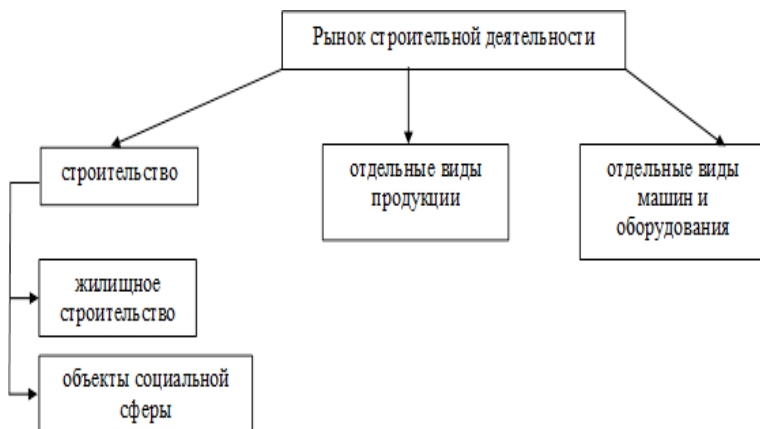 Рынок строительной деятельности
строительство
отдельные виды
продукции
отдельные виды
машин и
оборудования
жилищное
строительство
объекты социальной
сферы